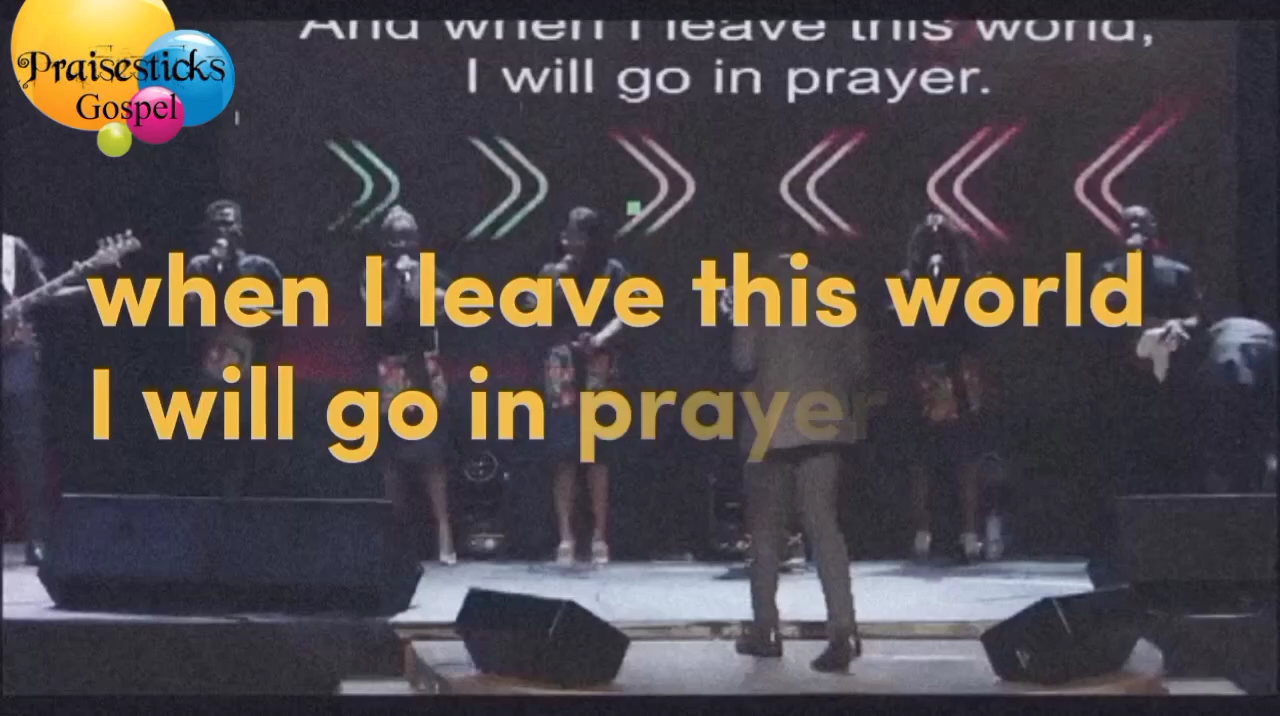 And when I leave this world,
I will go in prayer.
Praisesticks
Gospel
when I leave this world
I will go in prayer